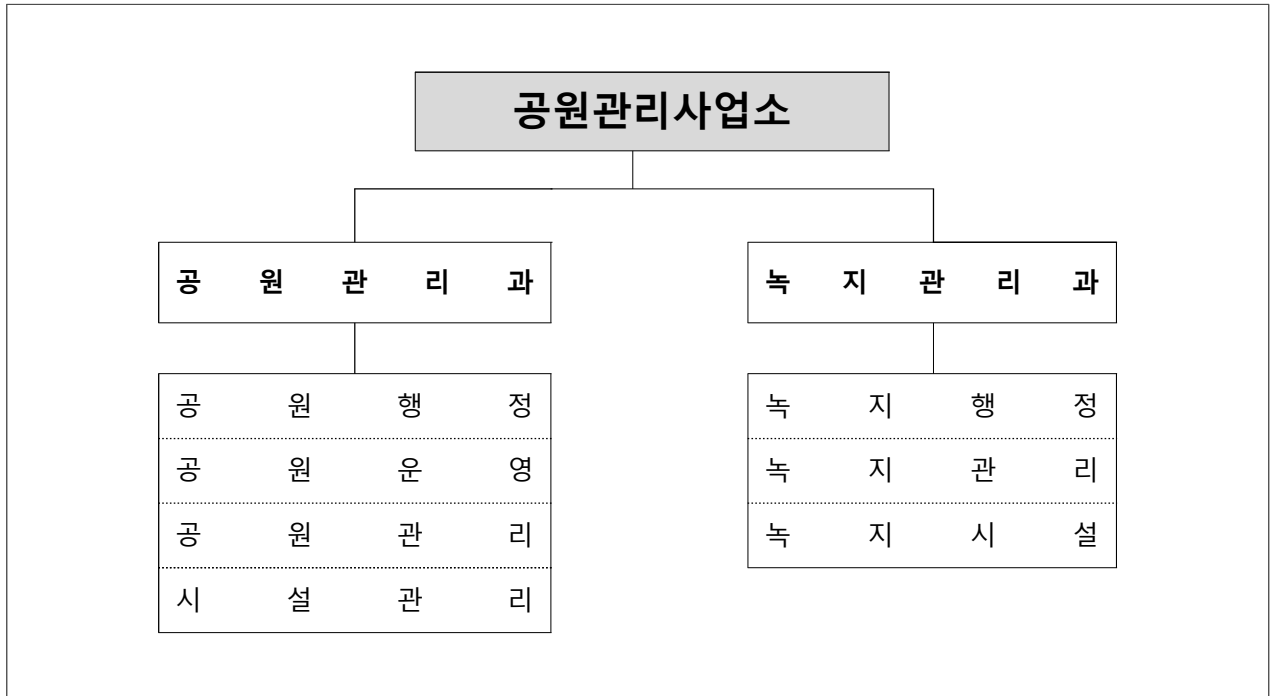 공원관리사업소
공원관리과
녹지관리과
공원행정
공원운영
공원관리
시설관리
녹지행정
녹지관리
녹지시설